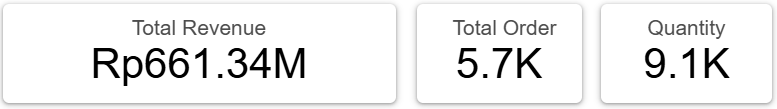 Total Revenue
Rp661.34M
Total Order
5.7K
Quantity
9.1K